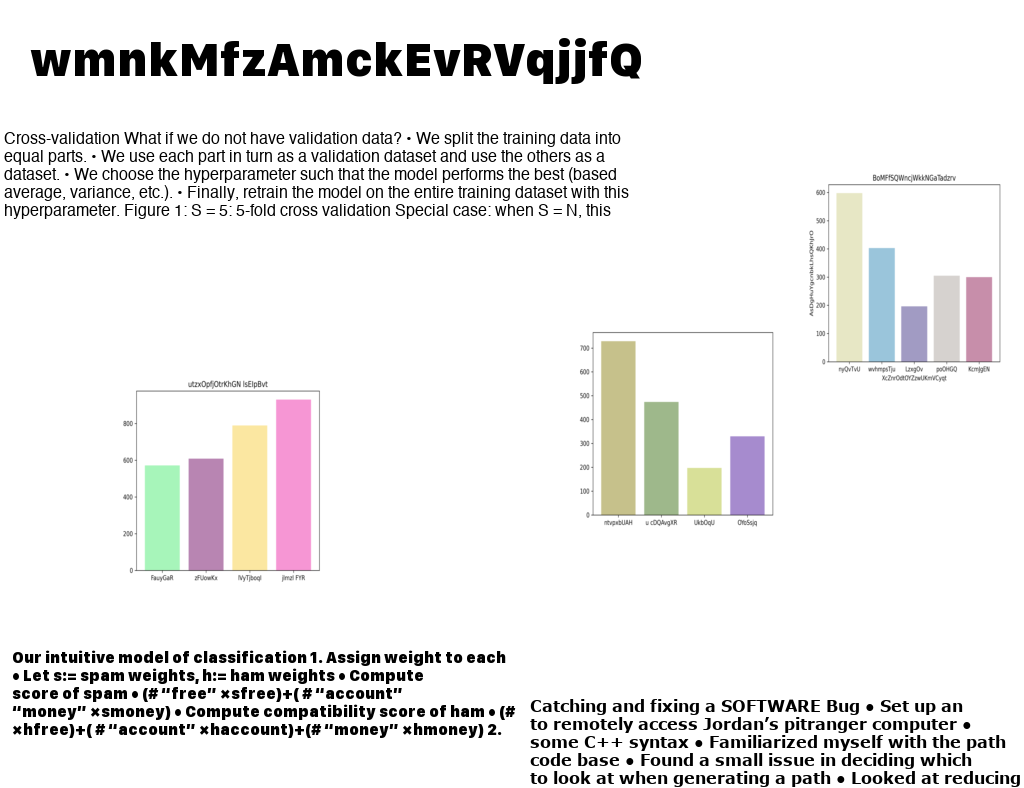 wmnkMfzAmckEvRVqjjfQ
Cross-validation What if we do not have validation data? • We split the training data into
equal parts. • We use each part in turn as a validation dataset and use the others as a
dataset. • We choose the hyperparameter such that the model performs the best (based
average, variance, etc.). • Finally, retrain the model on the entire training dataset with this
hyperparameter. Figure 1: S = 5: 5-fold cross validation Special case: when S = N, this
BoMFfSQWncjWkkNGaTadzrv
600
500
400
300
200
100
0
nyQvTvU wvhmpsTju LzxgOv poOHGQ KcmJgEN
XcZnrOdtOYZzwUKmVCyqt
700
600
500
400
300
200
100
0
ntvpxbUAH u cDQAvgXR UkbOqU OYoSsjq
utzxOpfjOtrKhGN IsEIpBvt
800
600
400
200
0
FauyGaR zFUowKx IVyTjboqI jImzi FYR
Our intuitive model of classification 1. Assign weight to each
• Let s:= spam weights, h:= ham weights • Compute
score of spam • (# “free” ×sfree)+( # “account”
“money” ×smoney) • Compute compatibility score of ham • (#
×hfree)+( # “account” ×haccount)+(# “money” ×hmoney) 2.
Catching and fixing a SOFTWARE Bug ● Set up an
to remotely access Jordan’s pitranger computer ●
some C++ syntax ● Familiarized myself with the path
code base ● Found a small issue in deciding which
to look at when generating a path ● Looked at reducing